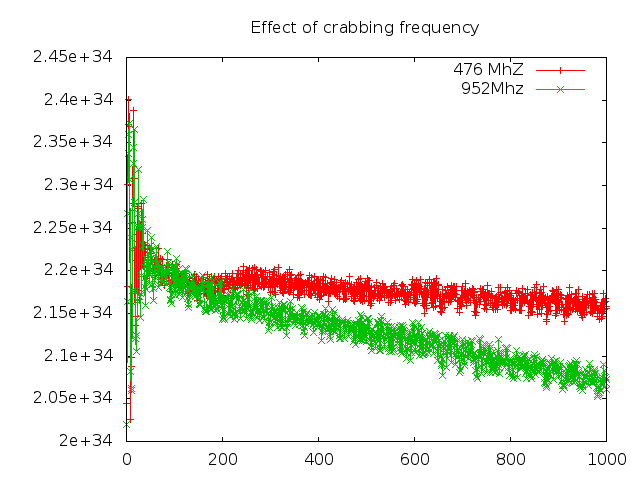 Effect of crabbing frequency
2.45e+34
2.4e+34
2.35e+34
2.3e+34
2.25e+34
2.2e+34
2.15e+34
2.1e+34
2.05e+34
2e+34
476 MhZ
952Mhz
0 200 400 600 800 1000